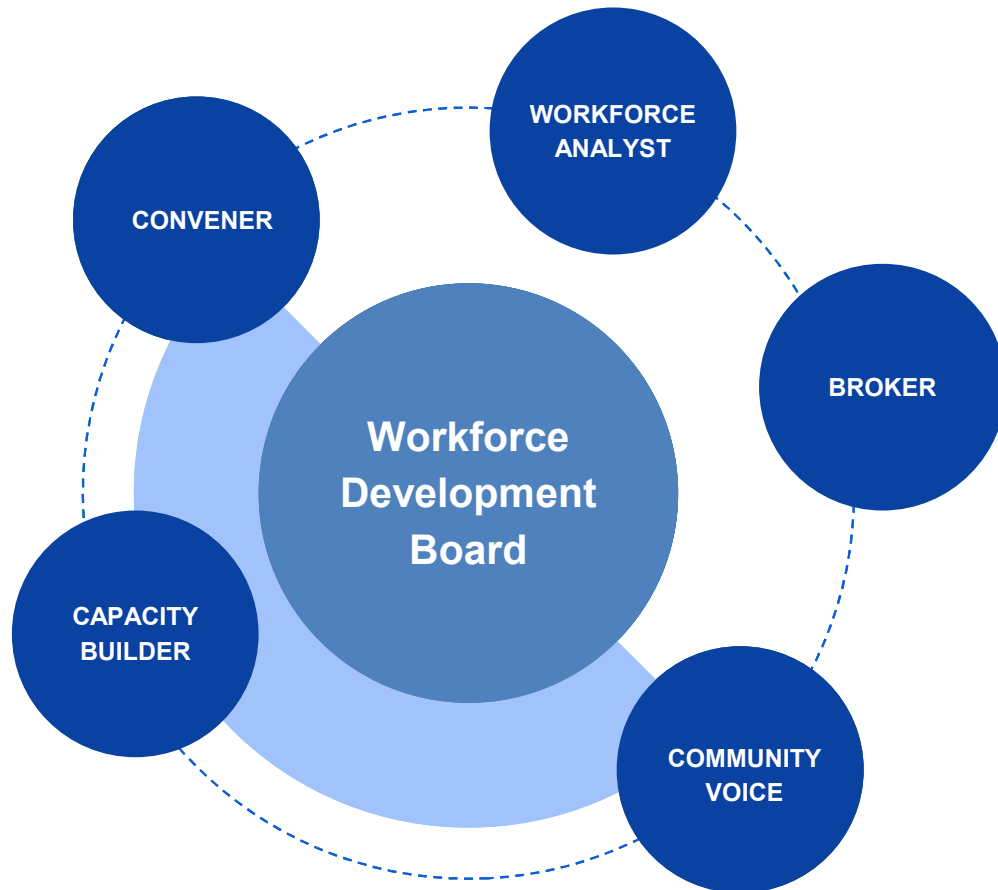 WORKFORCE
ANALYST
CONVENER
BROKER
Workforce
Development
Board
CAPACITY
BUILDER
COMMUNITY
VOICE